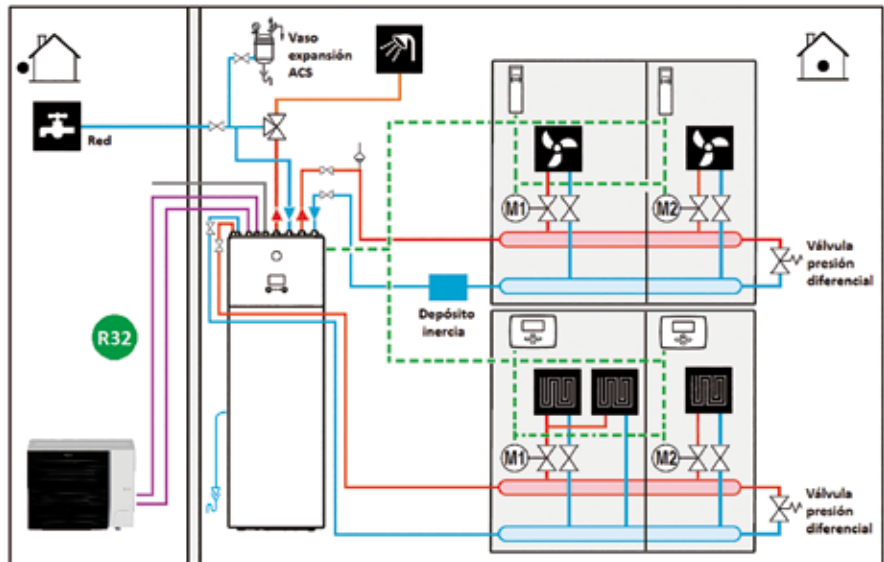 Vaso
expansión
ACS
Red
M1
M2
Válvula
presión
diferencial
Depósito
inercia
R32
M1
M2
Válvula
presión
diferencial